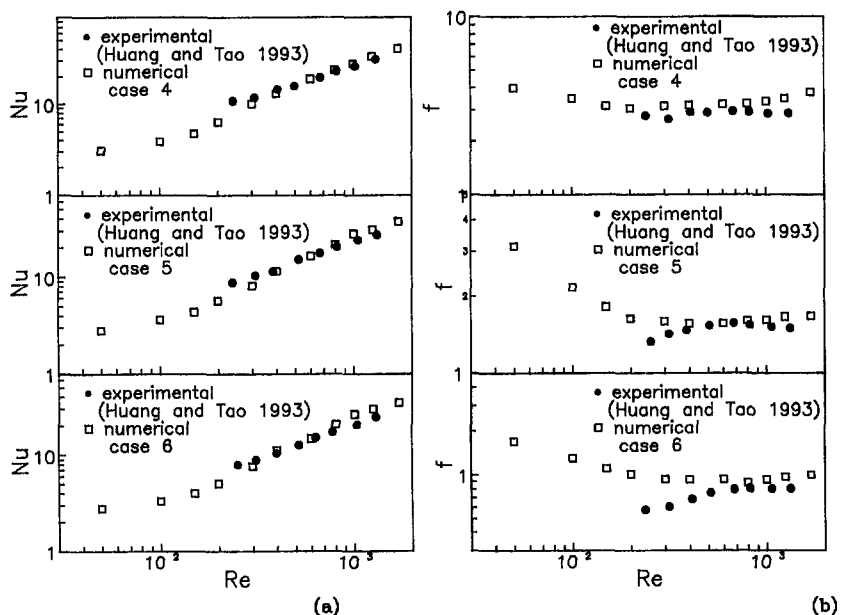 Nu
10
1
● experimental
(Huang and Tao 1993)
□ numerical
case 4
Nu
10
1
● experimental
(Huang and Tao 1993)
□ numerical
case 5
Nu
10
1
● experimental
(Huang and Tao 1993)
□ numerical
case 6
10²
10³
Re
(a)
10
f
● experimental
(Huang and Tao 1993)
□ numerical
case 4
4
3
2
1
f
● experimental
(Huang and Tao 1993)
□ numerical
case 5
1
f
● experimental
(Huang and Tao 1993)
□ numerical
case 6
10²
10³
Re
(b)